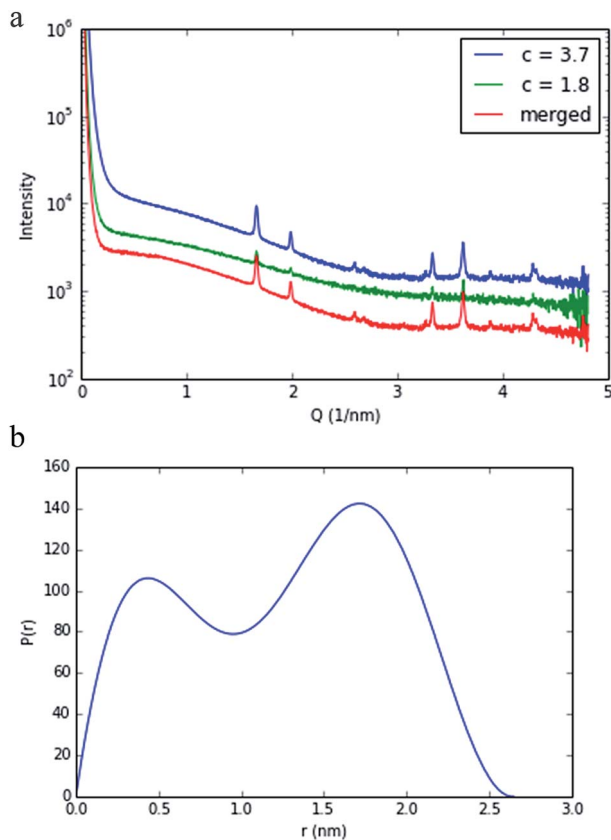 a
10^6
10^5
10^4
10^3
10^2
Intensity
c = 3.7
c = 1.8
merged
0 1 2 3 4 5
Q (1/nm)
b
160
140
120
100
80
60
40
20
0
P(r)
0.0 0.5 1.0 1.5 2.0 2.5 3.0
r (nm)